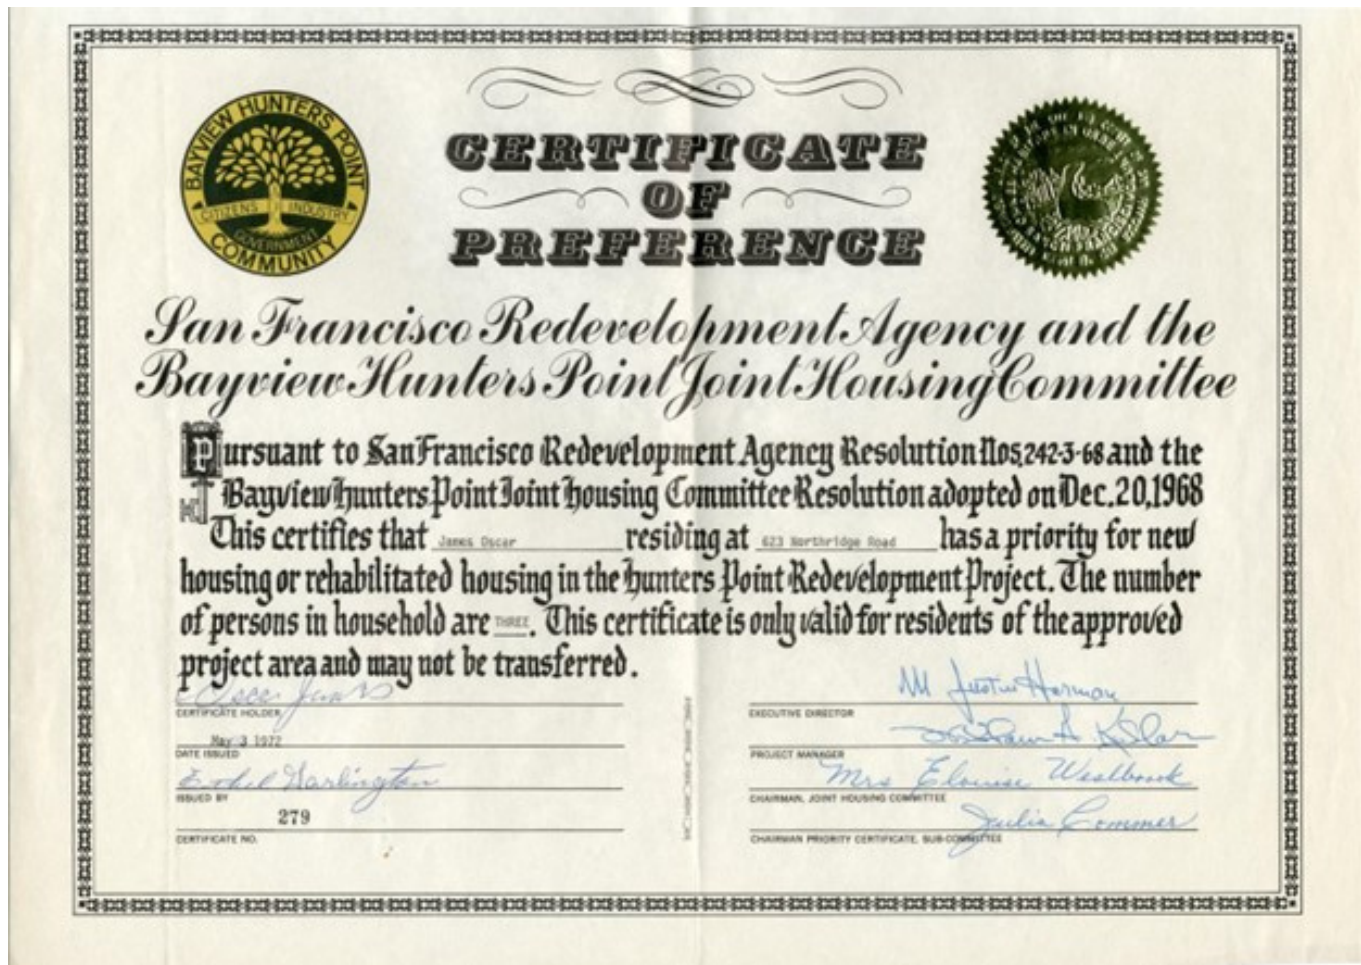 BAYVIEW HUNTERS POINT
CITIZENS INDUSTRY
GOVERNMENT
COMMUNITY
CERTIFICATE
OF
PREFERENCE
San Francisco Redevelopment Agency and the
Bayview Hunters Point Joint Housing Committee
Pursuant to San Francisco Redevelopment Agency Resolution Nos. 242-3-68 and the
Bayview Hunters Point Joint Housing Committee Resolution adopted on Dec. 20, 1968
This certifies that James Oscar residing at 623 Northridge Road has a priority for new
housing or rehabilitated housing in the Hunters Point Redevelopment Project. The number
of persons in household are THREE. This certificate is only valid for residents of the approved
project area and may not be transferred.
CERTIFICATE HOLDER
May 3 1972
DATE ISSUED
Ethel Darlington
ISSUED BY
279
CERTIFICATE NO.
M Justin Herman
EXECUTIVE DIRECTOR
PROJECT MANAGER
Mrs Elouise Westbrook
CHAIRMAN, JOINT HOUSING COMMITTEE
Julia Commer
CHAIRMAN PRIORITY CERTIFICATE, SUB-COMMITTEE